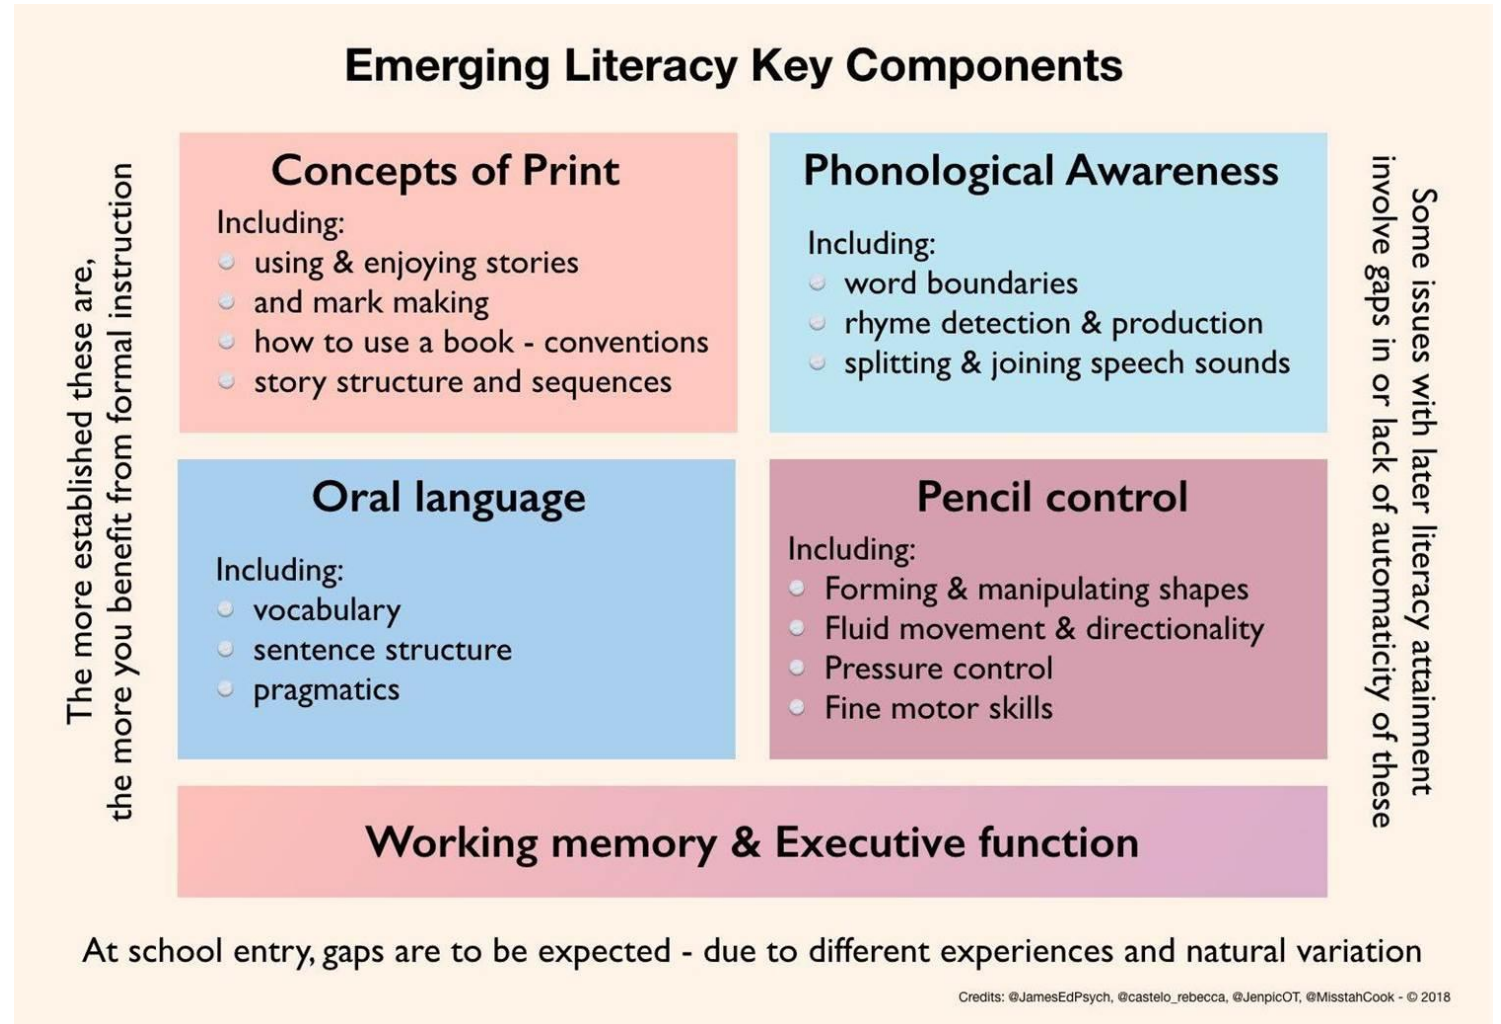 Emerging Literacy Key Components
The more established these are,
the more you benefit from formal instruction
Concepts of Print
Including:
using & enjoying stories
and mark making
how to use a book - conventions
story structure and sequences
Phonological Awareness
Including:
word boundaries
rhyme detection & production
splitting & joining speech sounds
Oral language
Including:
vocabulary
sentence structure
pragmatics
Pencil control
Including:
Forming & manipulating shapes
Fluid movement & directionality
Pressure control
Fine motor skills
Some issues with later literacy attainment
involve gaps in or lack of automaticity of these
Working memory & Executive function
At school entry, gaps are to be expected - due to different experiences and natural variation
Credits: @JamesEdPsych, @castelo_rebecca, @JenpicOT, @MisstahCook - © 2018